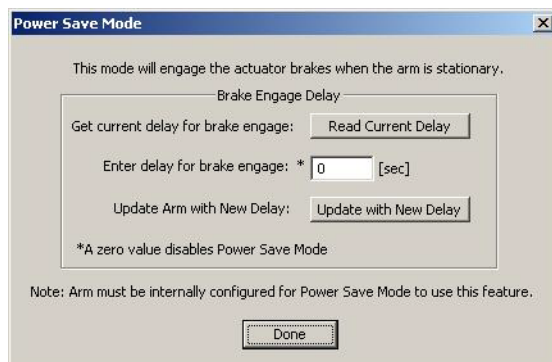 Power Save Mode
This mode will engage the actuator brakes when the arm is stationary.
Brake Engage Delay
Get current delay for brake engage: Read Current Delay
Enter delay for brake engage: * 0 [sec]
Update Arm with New Delay: Update with New Delay
*A zero value disables Power Save Mode
Note: Arm must be internally configured for Power Save Mode to use this feature.
Done